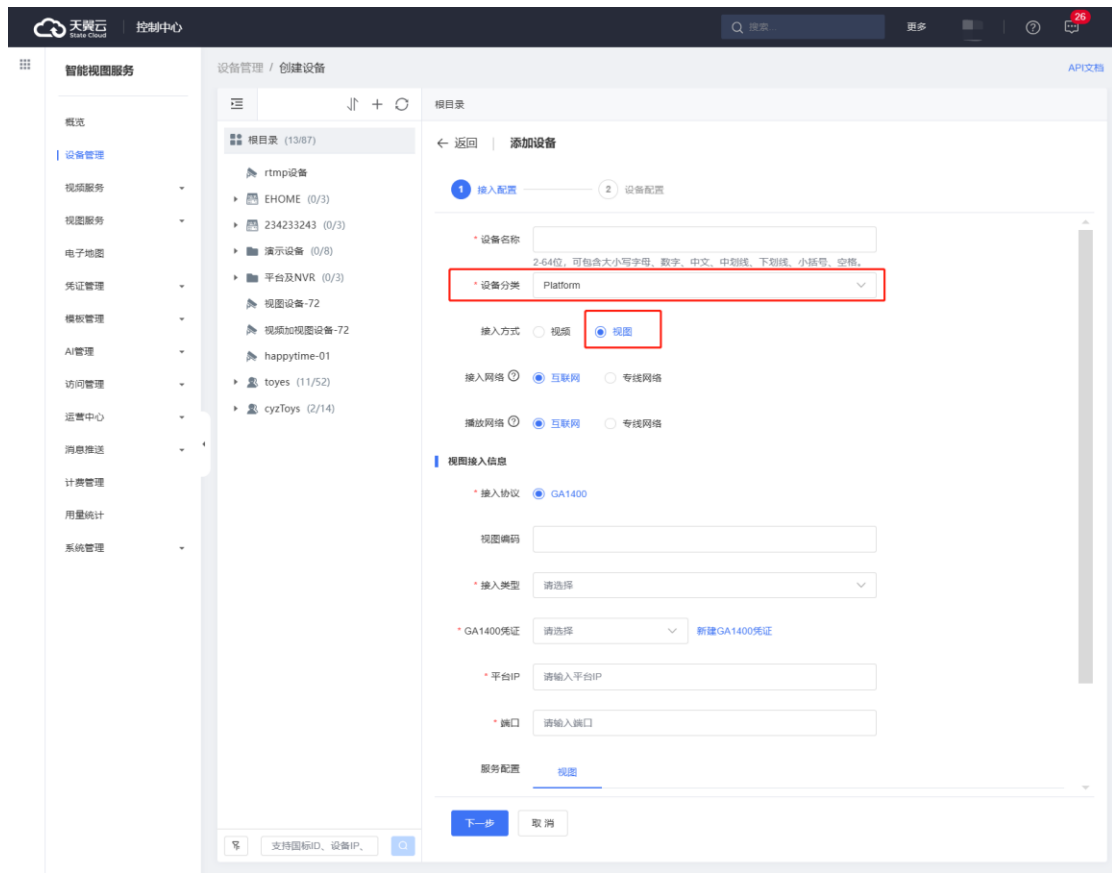 天翼云 State Cloud 控制中心 搜索... 更多 26
智能视图服务
概览
设备管理
视频服务
视图服务
电子地图
凭证管理
模板管理
AI管理
访问管理
运营中心
消息推送
计费管理
用量统计
系统管理
设备管理 / 创建设备 API文档
根目录 (13/87)
rtmp设备
EHOME (0/3)
234233243 (0/3)
演示设备 (0/8)
平台及NVR (0/3)
视图设备-72
视频加视图设备-72
happytime-01
toyes (11/52)
cyzToys (2/14)
支持国标ID、设备IP、
根目录
返回 添加设备
1 接入配置 2 设备配置
* 设备名称
2-64位，可包含大小写字母、数字、中文、中划线、下划线、小括号、空格。
* 设备分类 Platform
接入方式 视频 视图
接入网络 互联网 专线网络
播放网络 互联网 专线网络
视图接入信息
* 接入协议 GA1400
视图编码
* 接入类型 请选择
* GA1400凭证 请选择 新建GA1400凭证
* 平台IP 请输入平台IP
* 端口 请输入端口
服务配置 视图
下一步 取消